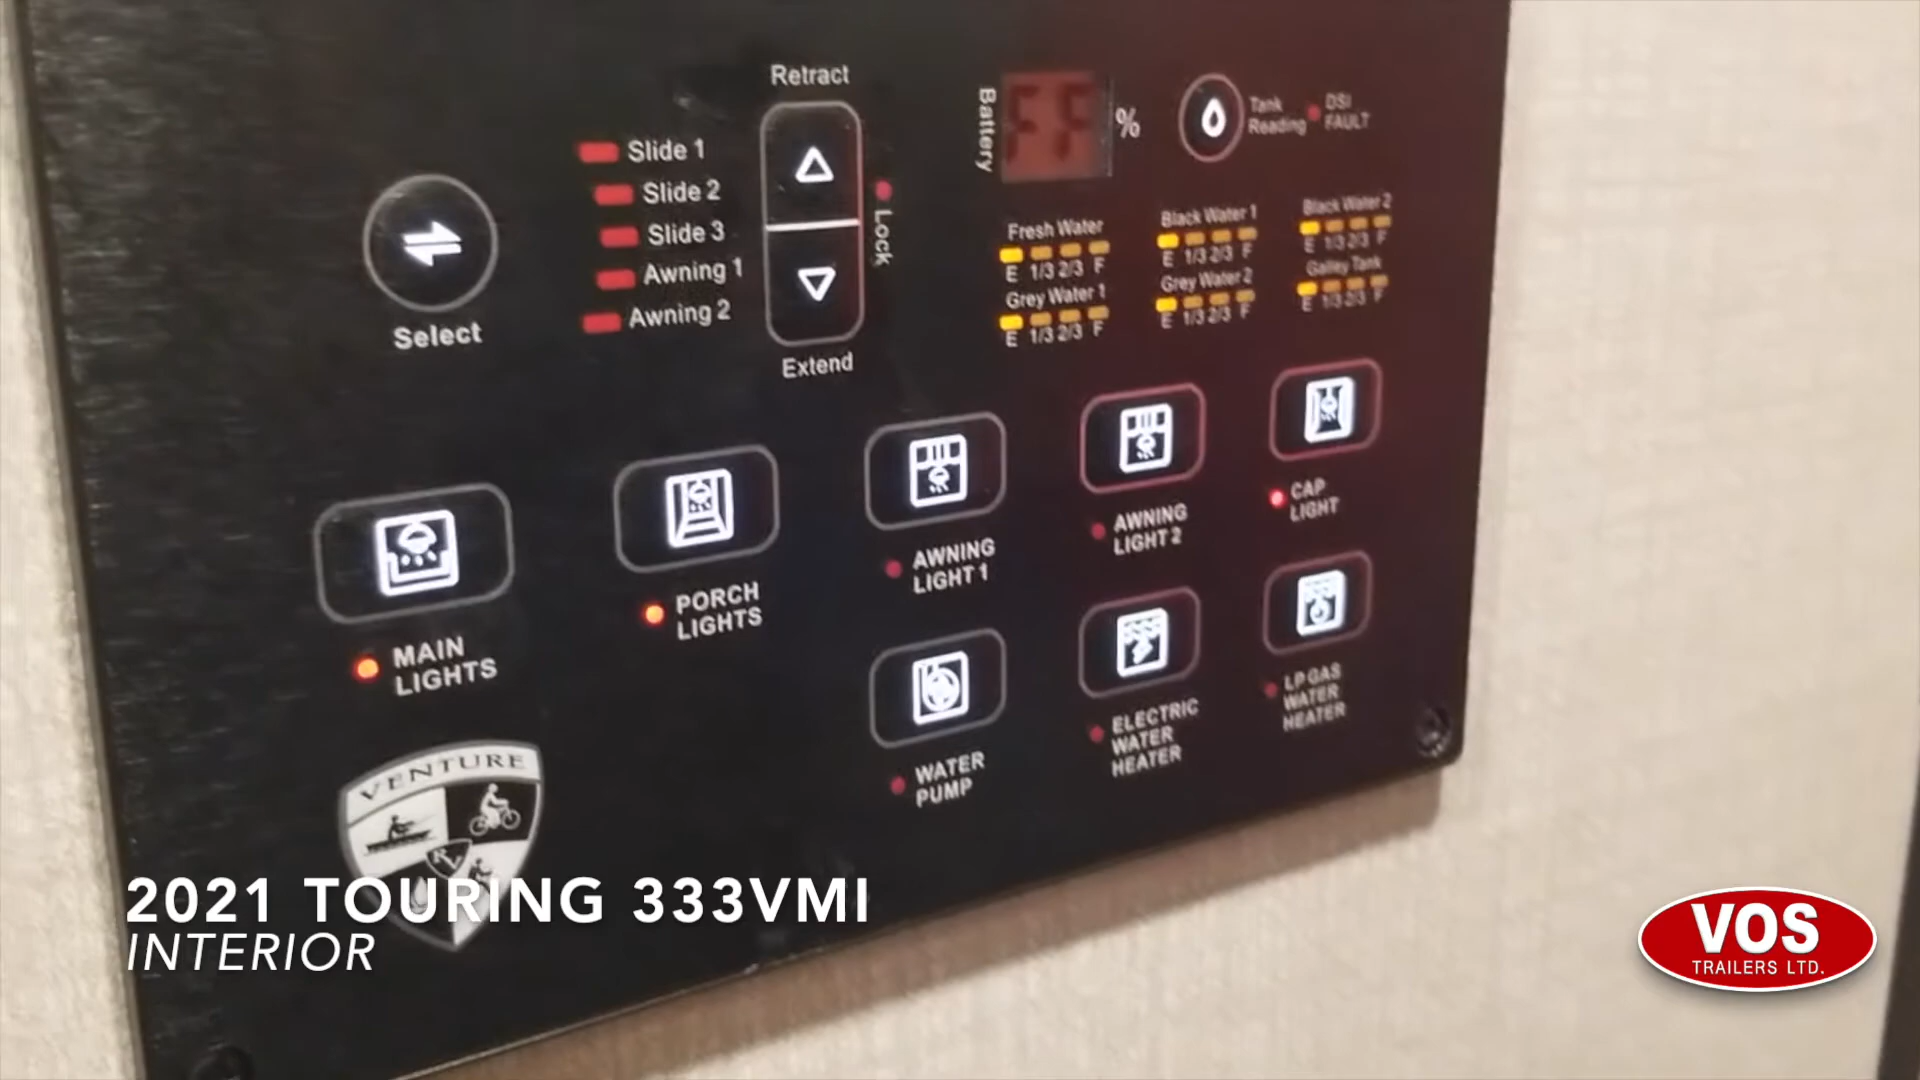 Retract
Select
Slide 1
Slide 2
Slide 3
Awning 1
Awning 2
Lock
Extend
Battery
FF
%
Tank
Reading
DSI
FAULT
Fresh Water
E 1/3 2/3 F
Black Water 1
E 1/3 2/3 F
Black Water 2
E 1/3 2/3 F
Grey Water 1
E 1/3 2/3 F
Grey Water 2
E 1/3 2/3 F
Galley Tank
E 1/3 2/3 F
MAIN
LIGHTS
PORCH
LIGHTS
AWNING
LIGHT 1
AWNING
LIGHT 2
CAP
LIGHT
WATER
PUMP
ELECTRIC
WATER
HEATER
LP GAS
WATER
HEATER
VENTURE
RV
2021 TOURING 333VMI
INTERIOR
VOS
TRAILERS LTD.